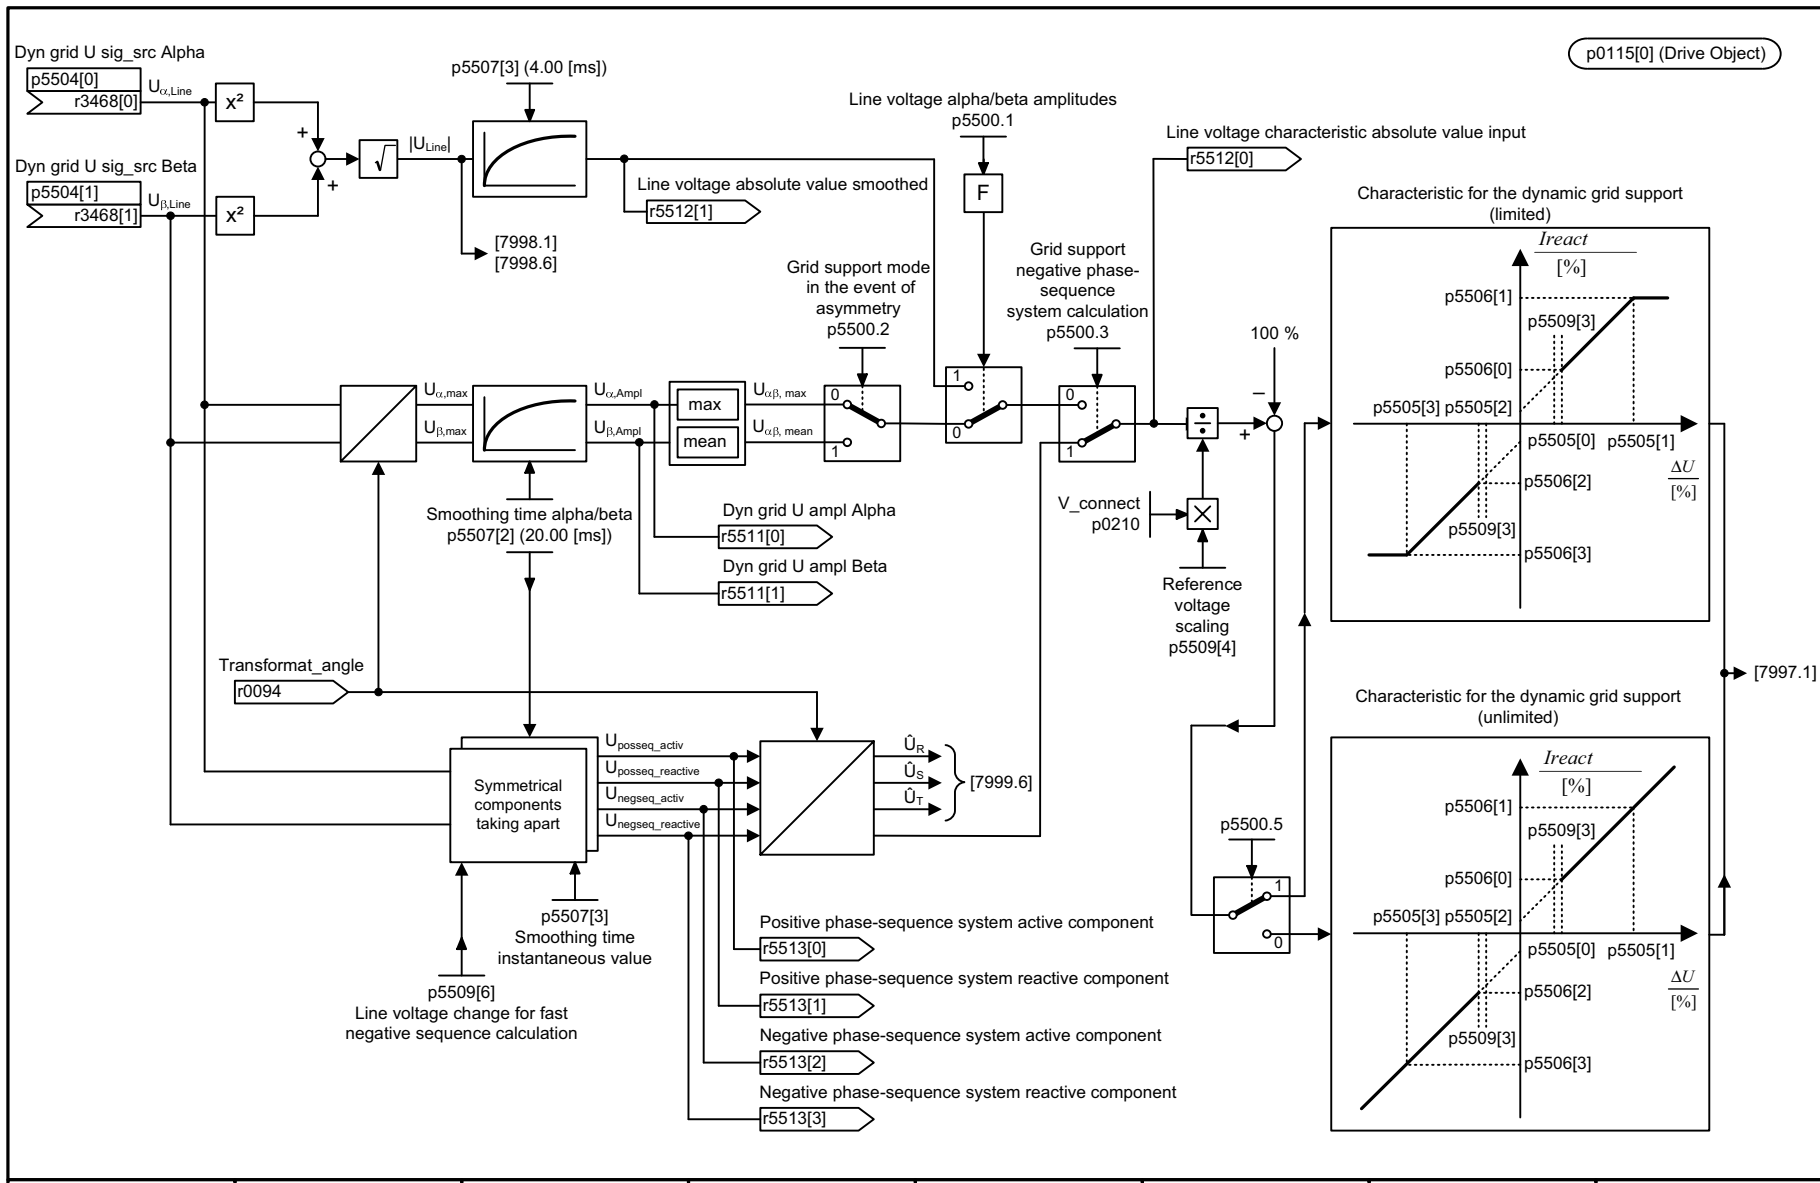 Dyn grid U sig_src Alpha
p5504[0]
r3468[0]
Uα,Line
x²
p5507[3] (4.00 [ms])
p0115[0] (Drive Object)
Line voltage alpha/beta amplitudes
p5500.1
F
Line voltage characteristic absolute value input
r5512[0]
+
+
√
|ULine|
Dyn grid U sig_src Beta
p5504[1]
r3468[1]
Uβ,Line
x²
Line voltage absolute value smoothed
r5512[1]
[7998.1]
[7998.6]
Grid support mode
in the event of
asymmetry
p5500.2
Grid support
negative phase-
sequence
system calculation
p5500.3
100 %
Characteristic for the dynamic grid support
(limited)
Ireact
[%]
p5506[1]
p5509[3]
p5506[0]
p5505[3]
p5505[2]
p5505[0]
p5505[1]
ΔU
[%]
p5506[2]
p5509[3]
p5506[3]
Uα,max
Uβ,max
Uα,Ampl
Uβ,Ampl
max
mean
Uαβ, max
Uαβ, mean
0
1
1
0
0
1
÷
+
–
Smoothing time alpha/beta
p5507[2] (20.00 [ms])
Dyn grid U ampl Alpha
r5511[0]
Dyn grid U ampl Beta
r5511[1]
V_connect
p0210
×
Reference
voltage
scaling
p5509[4]
Transformat_angle
r0094
[7997.1]
Uposseq_activ
Uposseq_reactive
Unegseq_activ
Unegseq_reactive
Symmetrical
components
taking apart
ÛR
ÛS
ÛT
[7999.6]
p5507[3]
Smoothing time
instantaneous value
p5509[6]
Line voltage change for fast
negative sequence calculation
Positive phase-sequence system active component
r5513[0]
Positive phase-sequence system reactive component
r5513[1]
Negative phase-sequence system active component
r5513[2]
Negative phase-sequence system reactive component
r5513[3]
p5500.5
1
0
Characteristic for the dynamic grid support
(unlimited)
Ireact
[%]
p5506[1]
p5509[3]
p5506[0]
p5505[3]
p5505[2]
p5505[0]
p5505[1]
ΔU
[%]
p5506[2]
p5509[3]
p5506[3]